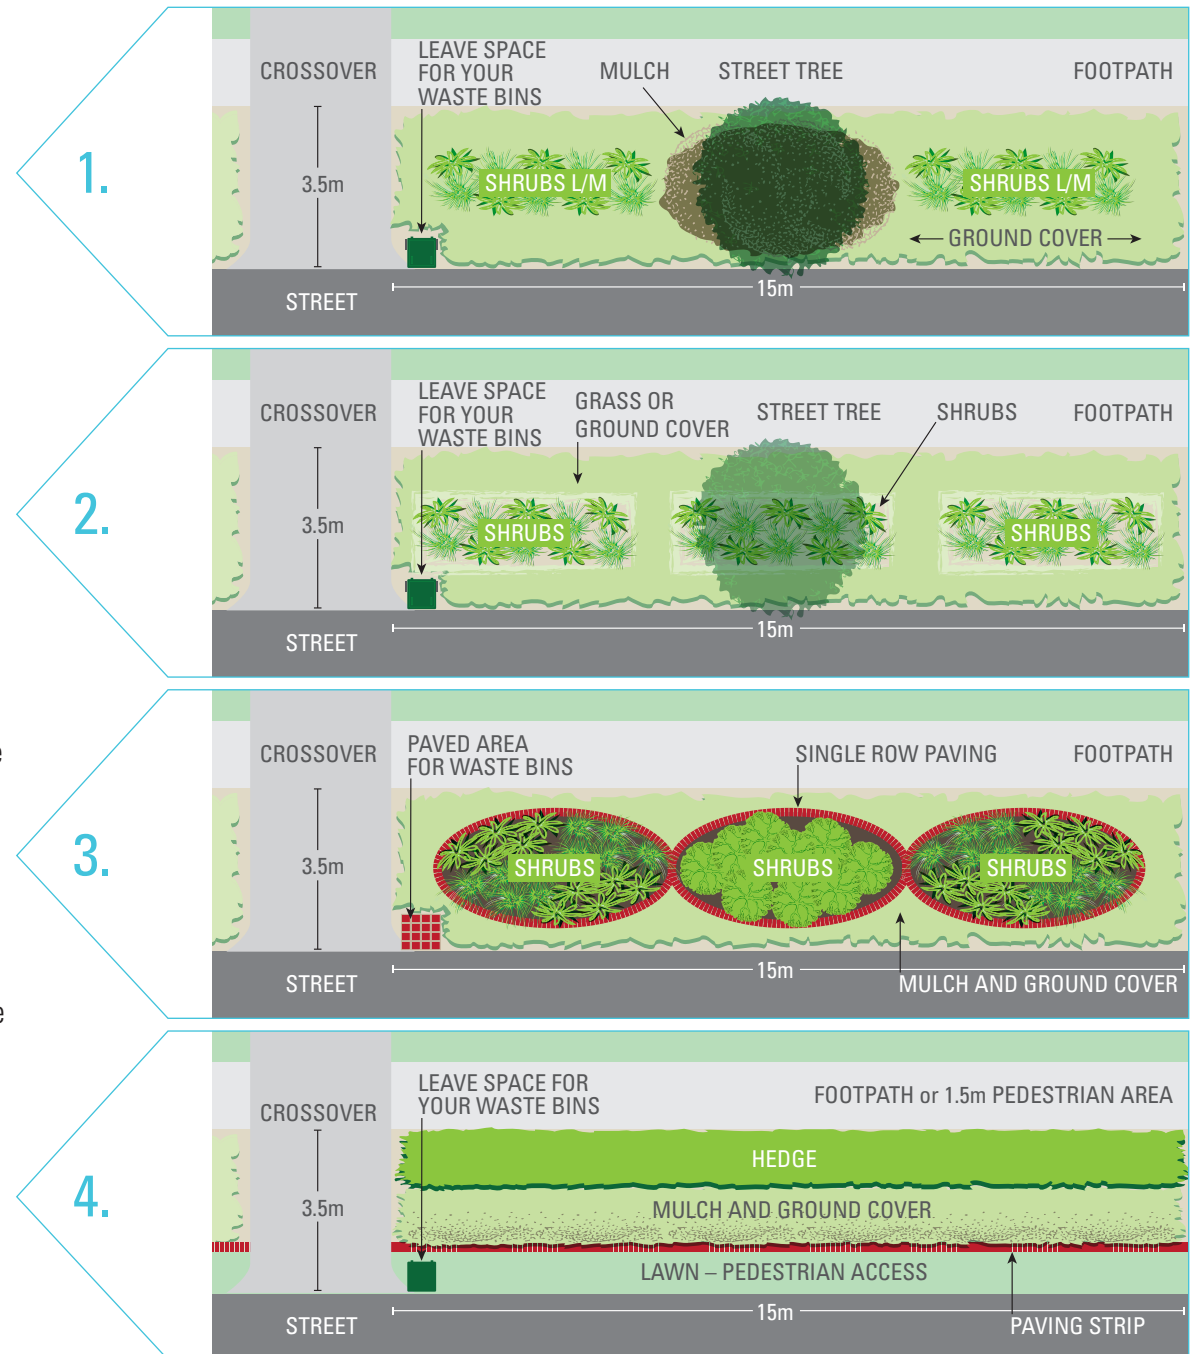 1.
CROSSOVER
LEAVE SPACE
FOR YOUR
WASTE BINS
MULCH
STREET TREE
FOOTPATH
3.5m
SHRUBS L/M
SHRUBS L/M
GROUND COVER
15m
STREET
2.
CROSSOVER
LEAVE SPACE
FOR YOUR
WASTE BINS
GRASS OR
GROUND COVER
STREET TREE
SHRUBS
FOOTPATH
3.5m
SHRUBS
SHRUBS
15m
STREET
e
3.
CROSSOVER
PAVED AREA
FOR WASTE BINS
SINGLE ROW PAVING
FOOTPATH
3.5m
SHRUBS
SHRUBS
SHRUBS
15m
MULCH AND GROUND COVER
STREET
e
4.
CROSSOVER
LEAVE SPACE FOR
YOUR WASTE BINS
FOOTPATH or 1.5m PEDESTRIAN AREA
HEDGE
3.5m
MULCH AND GROUND COVER
LAWN – PEDESTRIAN ACCESS
15m
STREET
PAVING STRIP